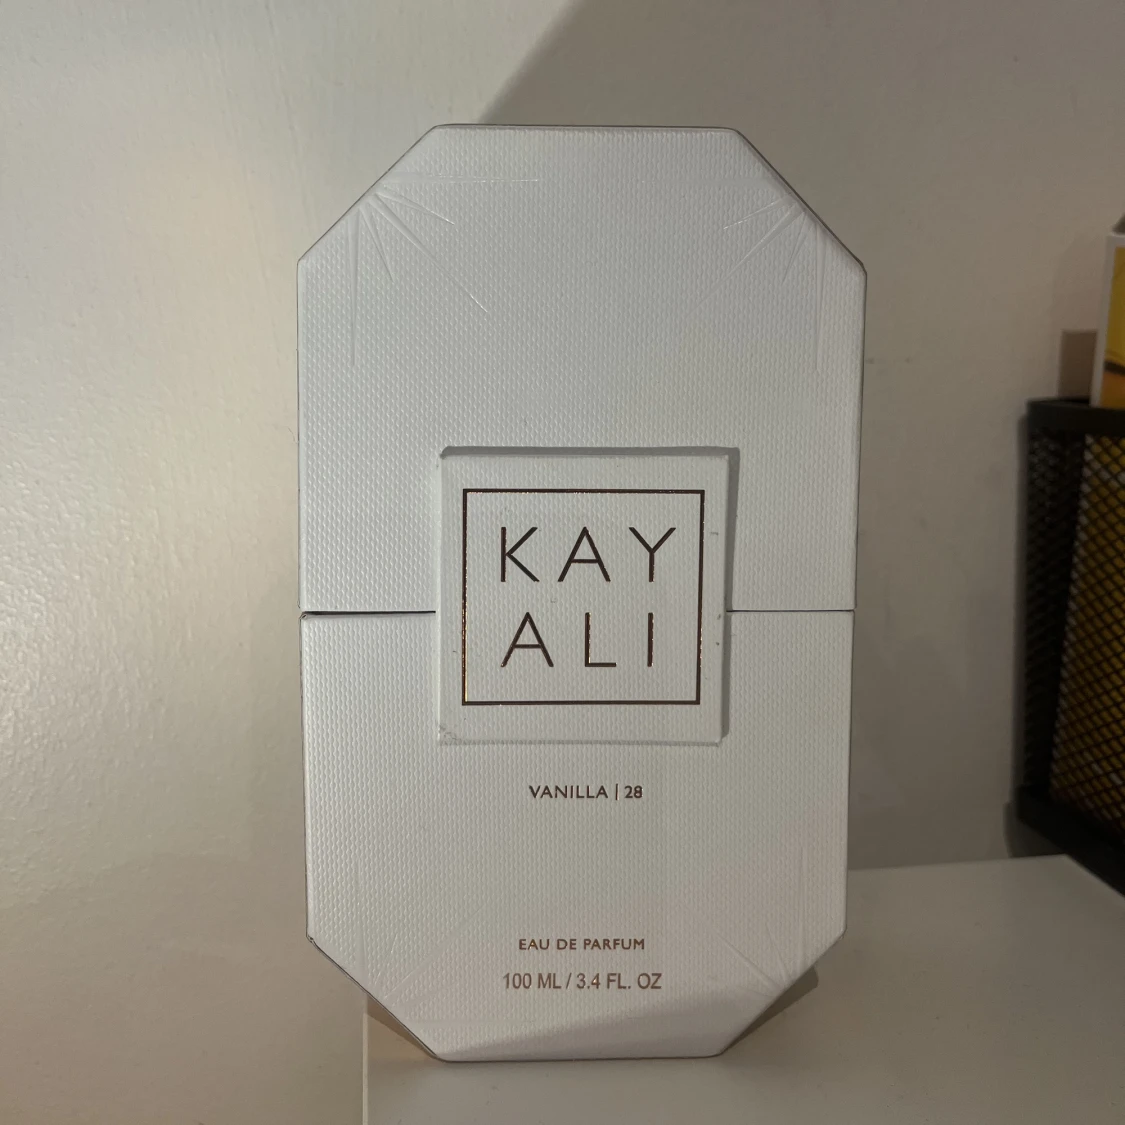 KAY
ALI
VANILLA | 28
EAU DE PARFUM
100 ML / 3.4 FL. OZ